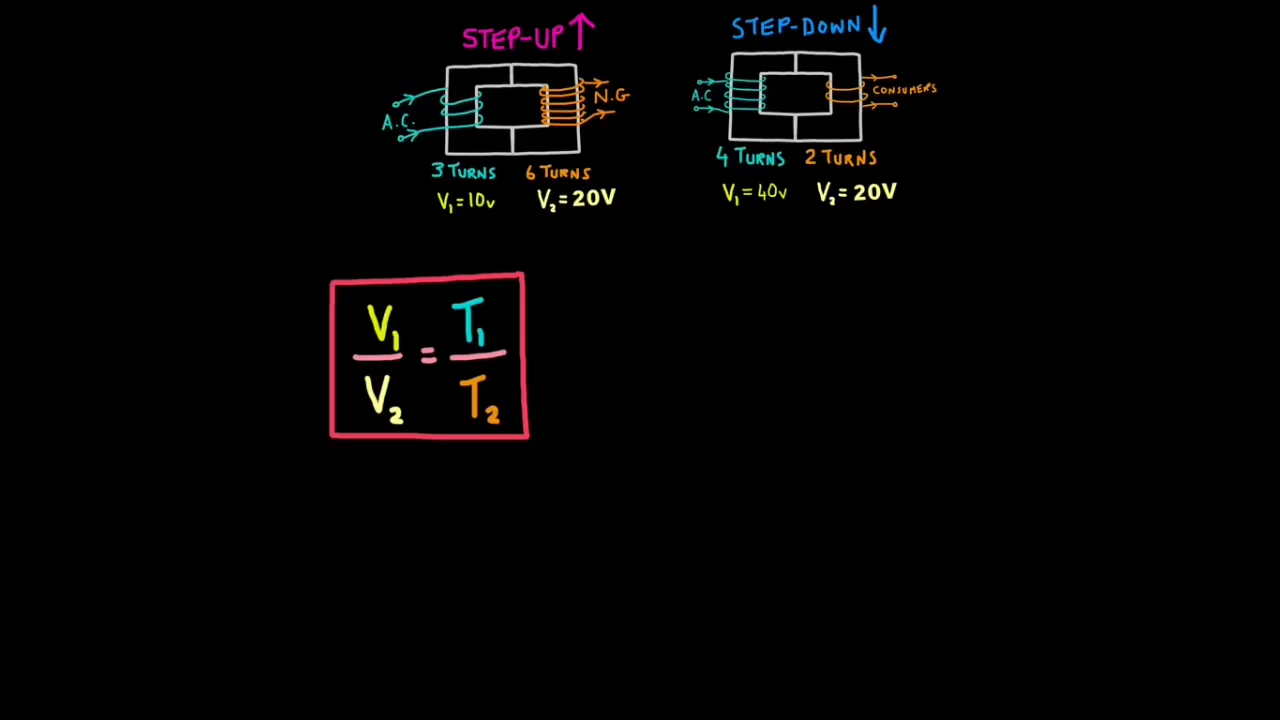 STEP-UP ↑
A.C.
N.G
3 TURNS 6 TURNS
V₁ = 10v V₂ = 20V
STEP-DOWN ↓
A.C
CONSUMERS
4 TURNS 2 TURNS
V₁ = 40v V₂ = 20V
V₁/V₂ = T₁/T₂